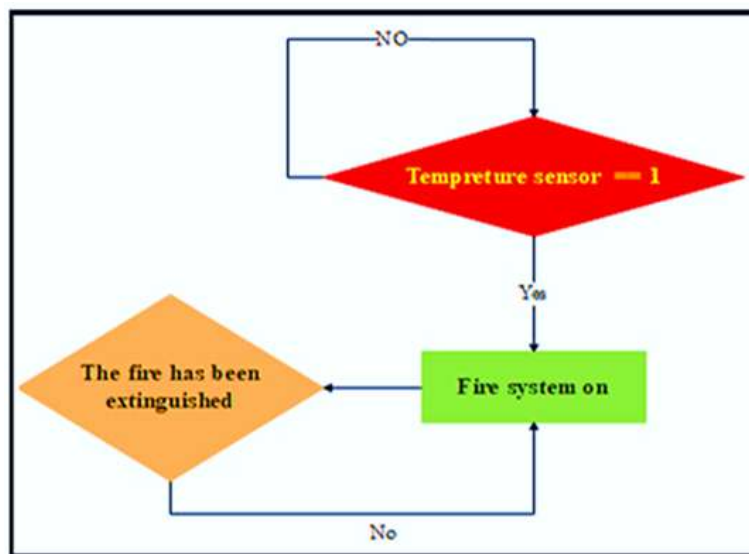 NO
Tempreture sensor == 1
Yes
The fire has been
extinguished
Fire system on
No